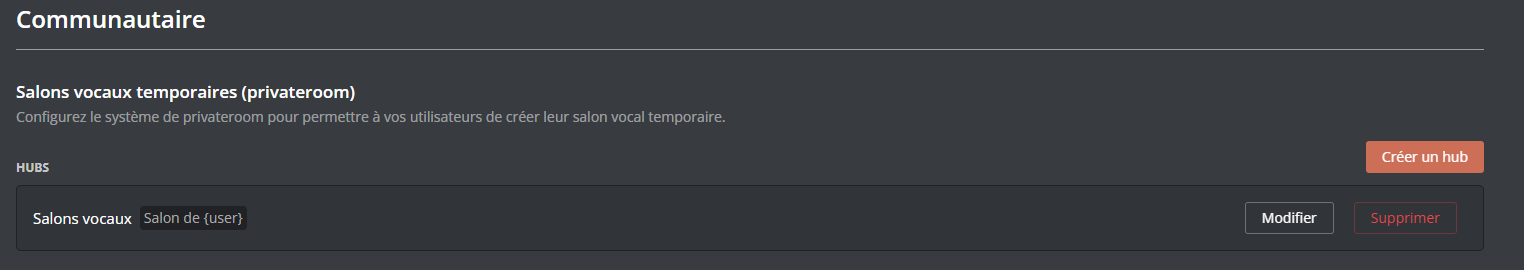 Communautaire
Salons vocaux temporaires (privateroom)
Configurez le système de privateroom pour permettre à vos utilisateurs de créer leur salon vocal temporaire.
Créer un hub
HUBS
Salons vocaux Salon de {user} Modifier Supprimer